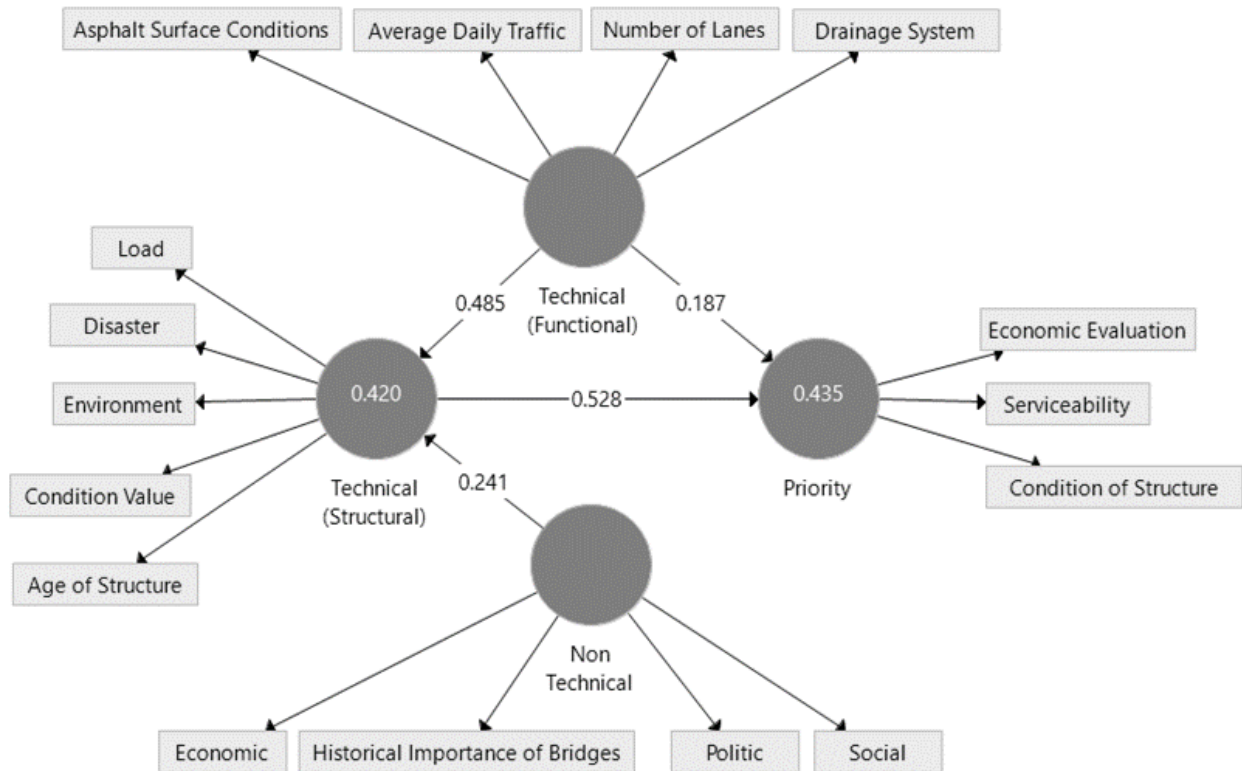 Asphalt Surface Conditions
Average Daily Traffic
Number of Lanes
Drainage System
Load
Disaster
Environment
Condition Value
Age of Structure
0.485
Technical
(Functional)
0.187
0.420
Technical
(Structural)
0.528
0.435
Priority
Economic Evaluation
Serviceability
Condition of Structure
0.241
Non
Technical
Economic
Historical Importance of Bridges
Politic
Social